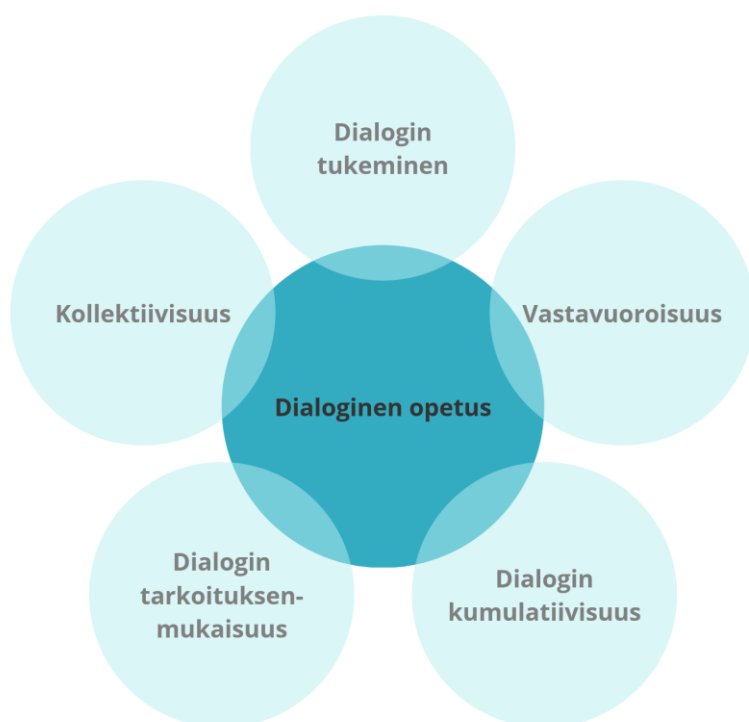 Dialogin
tukeminen
Kollektiivisuus
Vastavuoroisuus
Dialoginen opetus
Dialogin
tarkoituksen-
mukaisuus
Dialogin
kumulatiivisuus